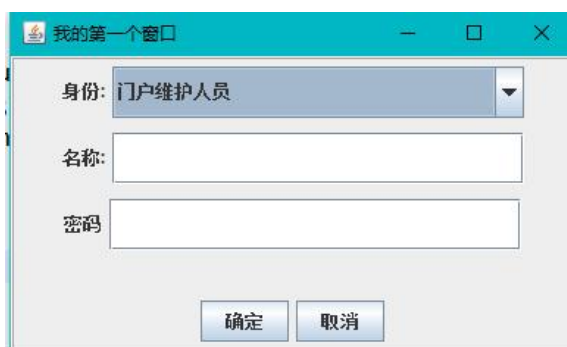 我的第一个窗口
身份: 门户维护人员
名称:
密码
确定 取消